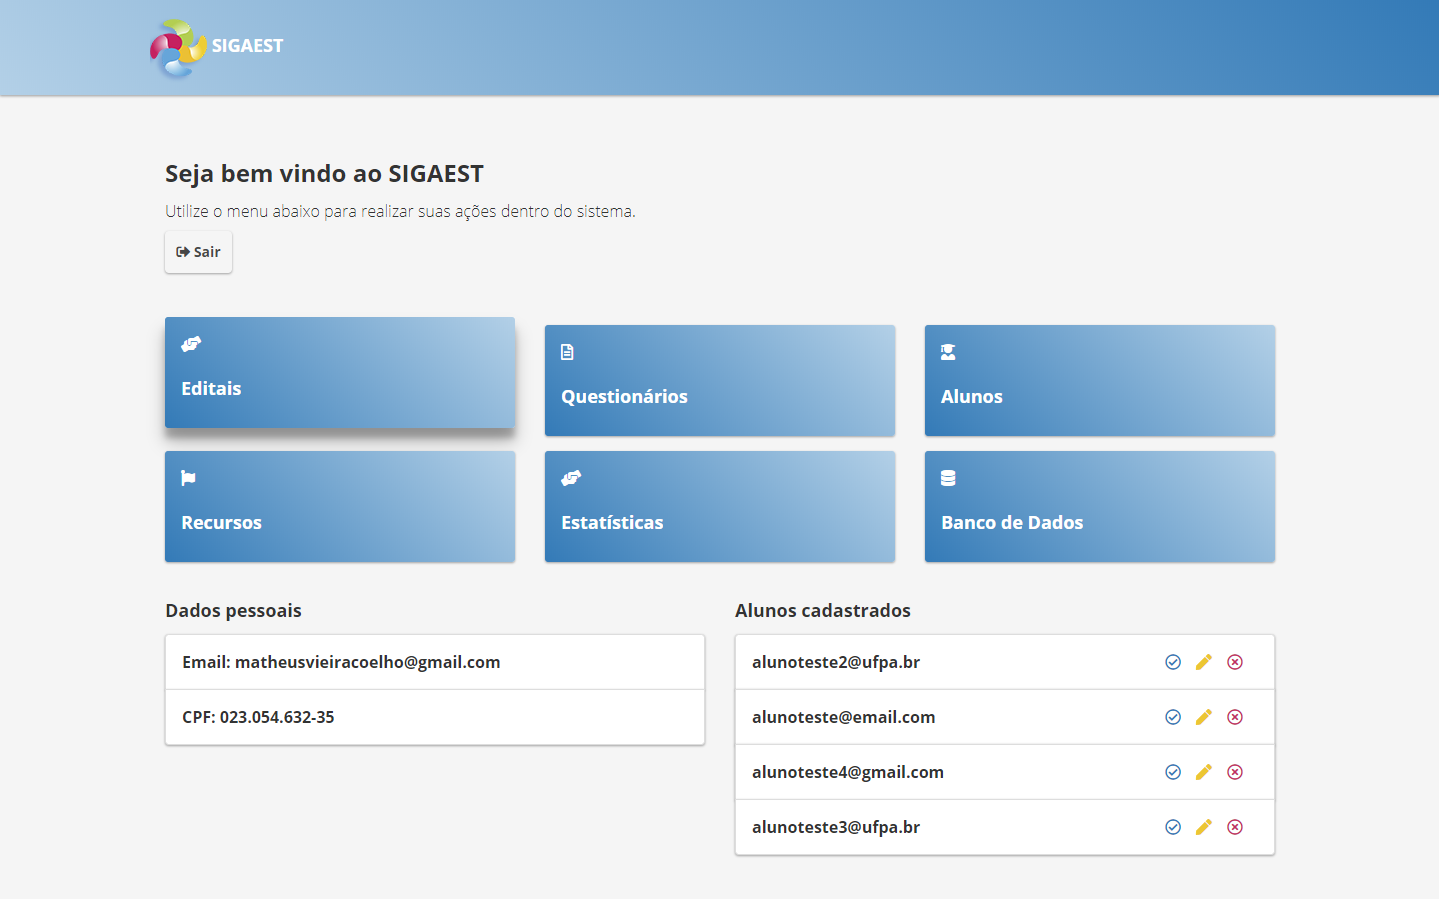 SIGAEST
Seja bem vindo ao SIGAEST
Utilize o menu abaixo para realizar suas ações dentro do sistema.
Sair
Editais
Questionários
Alunos
Recursos
Estatísticas
Banco de Dados
Dados pessoais
Email: matheusvieiracoelho@gmail.com
CPF: 023.054.632-35
Alunos cadastrados
alunoteste2@ufpa.br
alunoteste@email.com
alunoteste4@gmail.com
alunoteste3@ufpa.br